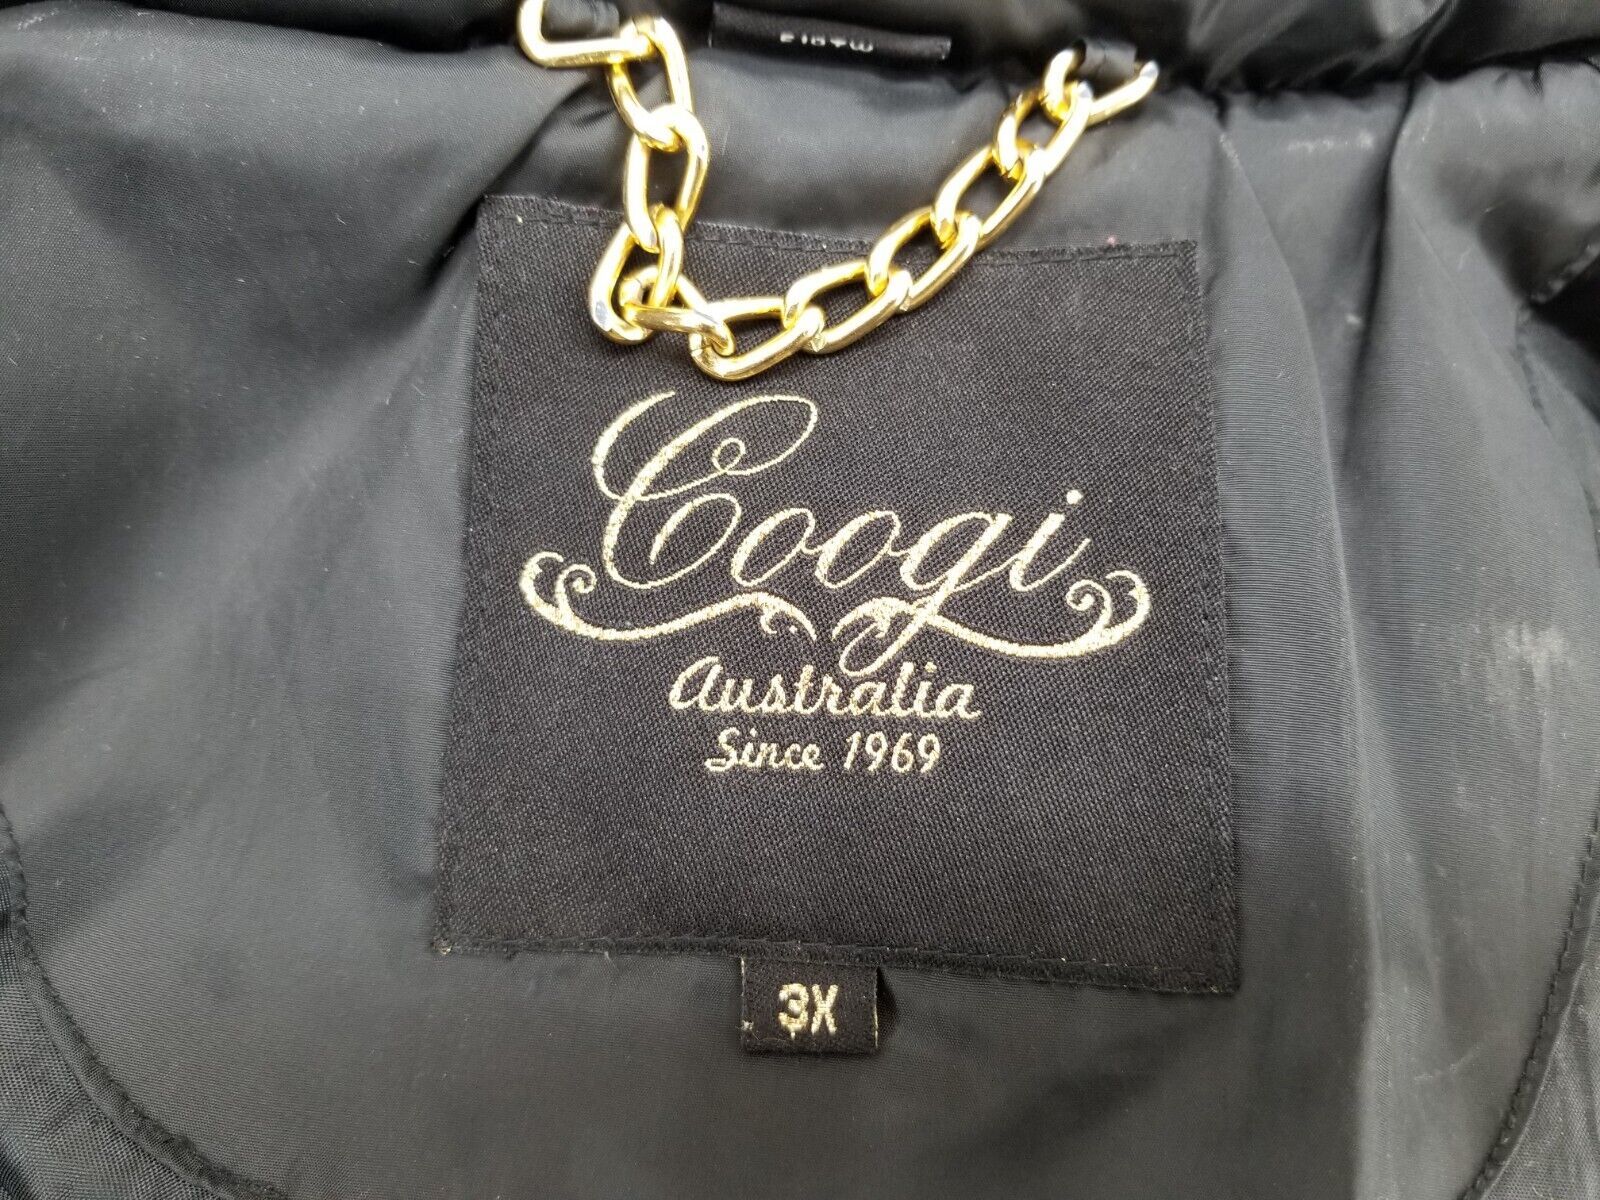 Coogi
Australia
Since 1969
3X